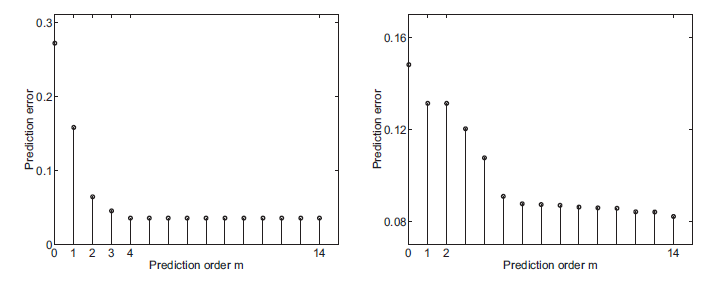 0.3
0.2
0.1
0
Prediction error
0 1 2 3 4 14
Prediction order m
0.16
0.12
0.08
Prediction error
0 1 2 14
Prediction order m